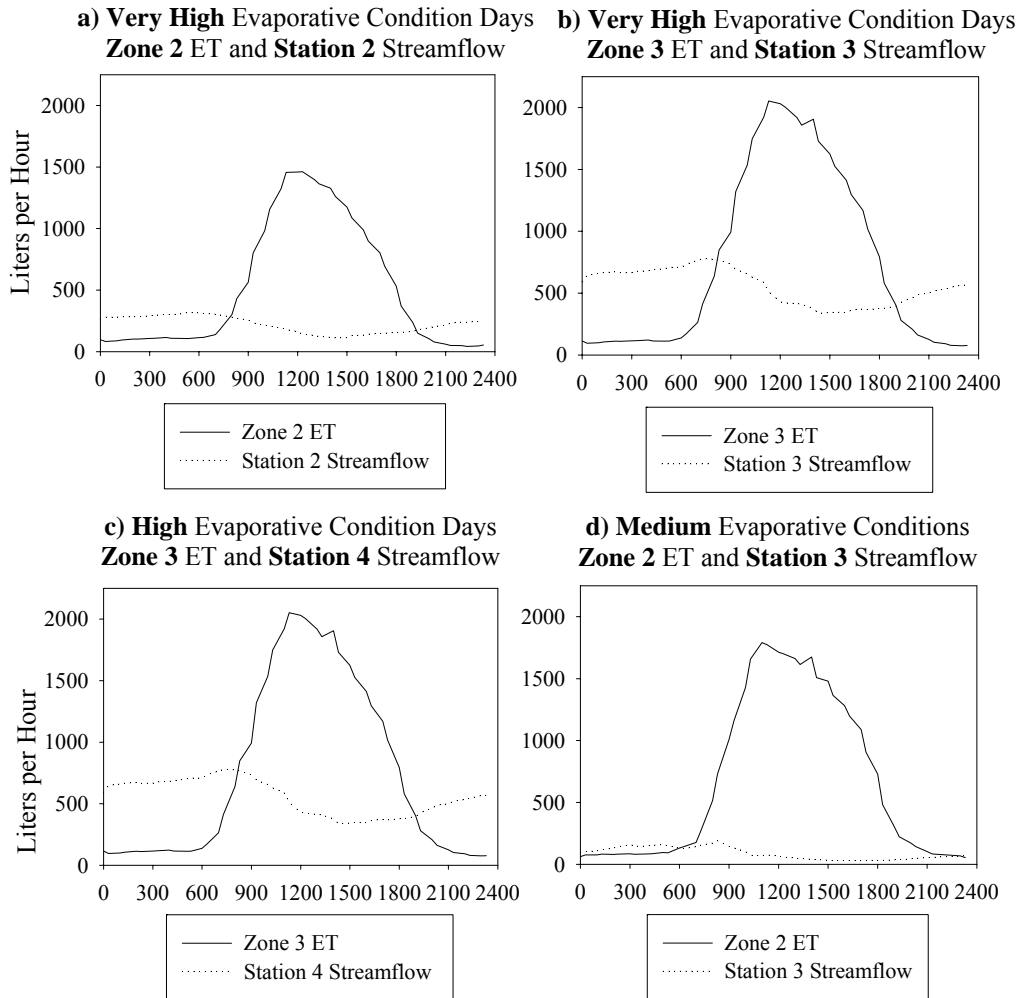 a) Very High Evaporative Condition Days
Zone 2 ET and Station 2 Streamflow
Liters per Hour
2000
1500
1000
500
0
0 300 600 900 1200 1500 1800 2100 2400
Zone 2 ET
Station 2 Streamflow
b) Very High Evaporative Condition Days
Zone 3 ET and Station 3 Streamflow
2000
1500
1000
500
0
0 300 600 900 1200 1500 1800 2100 2400
Zone 3 ET
Station 3 Streamflow
c) High Evaporative Condition Days
Zone 3 ET and Station 4 Streamflow
Liters per Hour
2000
1500
1000
500
0
0 300 600 900 1200 1500 1800 2100 2400
Zone 3 ET
Station 4 Streamflow
d) Medium Evaporative Conditions
Zone 2 ET and Station 3 Streamflow
2000
1500
1000
500
0
0 300 600 900 1200 1500 1800 2100 2400
Zone 2 ET
Station 3 Streamflow